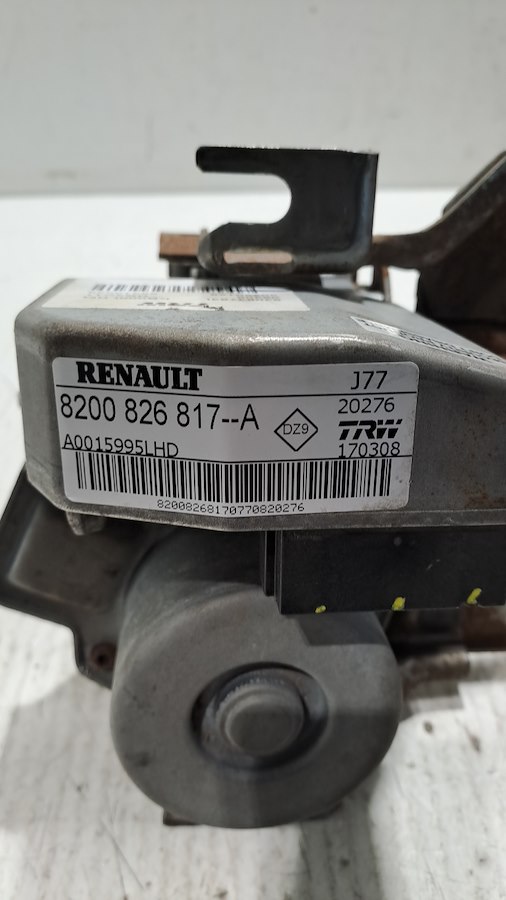 RENAULT
J77
8200 826 817--A
DZ9
20276
TRW
A0015995LHD
170308
82008268170770820276